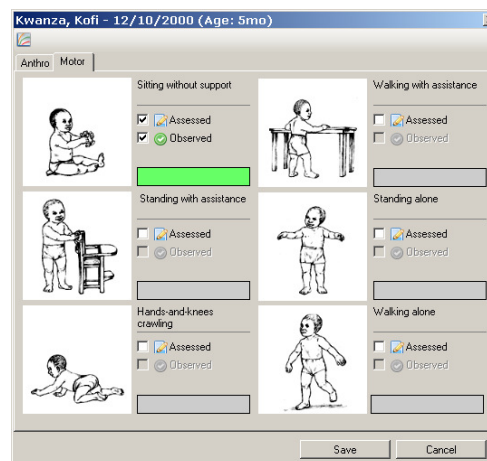 Kwanza, Kofi - 12/10/2000 (Age: 5mo)
Anthro Motor
Sitting without support
Assessed
Observed
Walking with assistance
Assessed
Observed
Standing with assistance
Assessed
Observed
Standing alone
Assessed
Observed
Hands-and-knees
crawling
Assessed
Observed
Walking alone
Assessed
Observed
Save Cancel